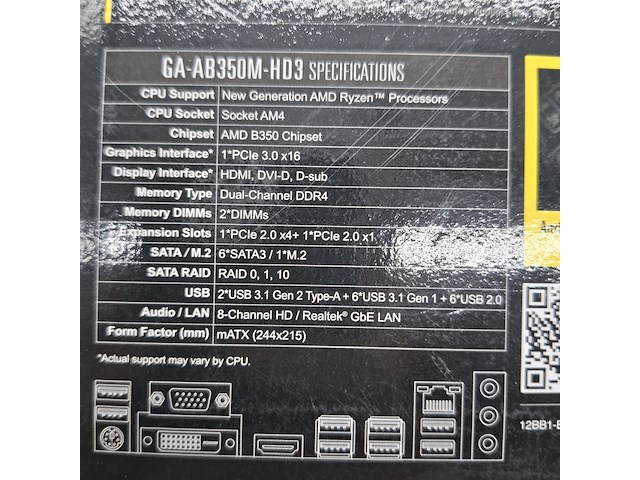 GA-AB350M-HD3 SPECIFICATIONS
CPU Support New Generation AMD Ryzen™ Processors
CPU Socket Socket AM4
Chipset AMD B350 Chipset
Graphics Interface* 1*PCIe 3.0 x16
Display Interface* HDMI, DVI-D, D-sub
Memory Type Dual-Channel DDR4
Memory DIMMs 2*DIMMs
Expansion Slots 1*PCIe 2.0 x4+ 1*PCIe 2.0 x1
SATA / M.2 6*SATA3 / 1*M.2
SATA RAID RAID 0, 1, 10
USB 2*USB 3.1 Gen 2 Type-A + 6*USB 3.1 Gen 1 + 6*USB 2.0
Audio / LAN 8-Channel HD / Realtek® GbE LAN
Form Factor (mm) mATX (244x215)
*Actual support may vary by CPU.
12BB1-